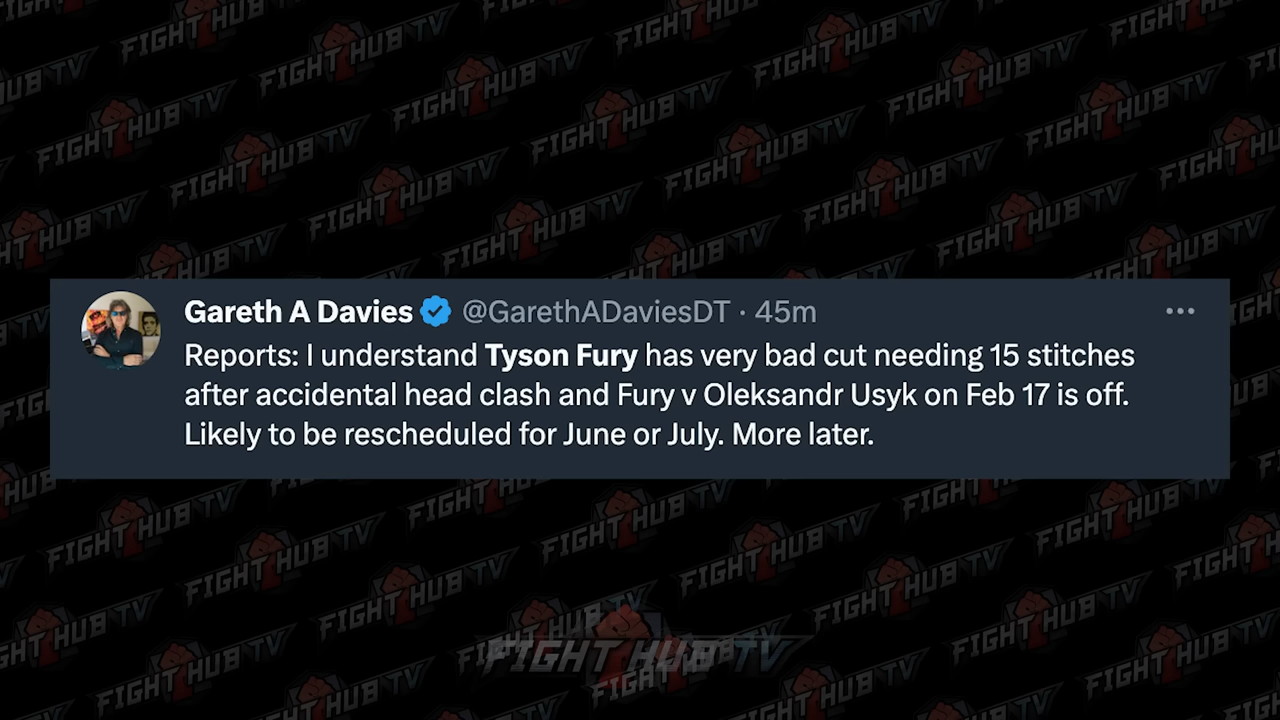 Gareth A Davies @GarethADaviesDT · 45m
Reports: I understand Tyson Fury has very bad cut needing 15 stitches
after accidental head clash and Fury v Oleksandr Usyk on Feb 17 is off.
Likely to be rescheduled for June or July. More later.
FIGHT HUB TV